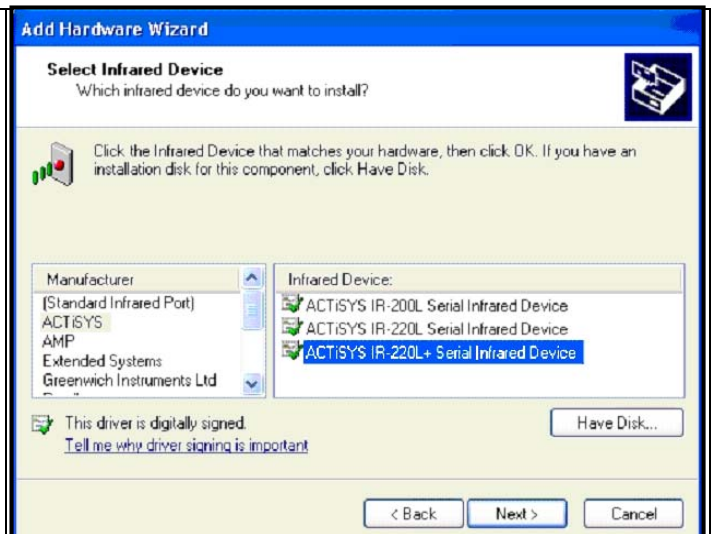 Add Hardware Wizard
Select Infrared Device
Which infrared device do you want to install?
Click the Infrared Device that matches your hardware, then click OK. If you have an
installation disk for this component, click Have Disk.
Manufacturer
(Standard Infrared Port)
ACTiSYS
AMP
Extended Systems
Greenwich Instruments Ltd
Infrared Device:
ACTiSYS IR-200L Serial Infrared Device
ACTiSYS IR-220L Serial Infrared Device
ACTiSYS IR-220L+ Serial Infrared Device
This driver is digitally signed.
Tell me why driver signing is important
Have Disk...
< Back
Next >
Cancel